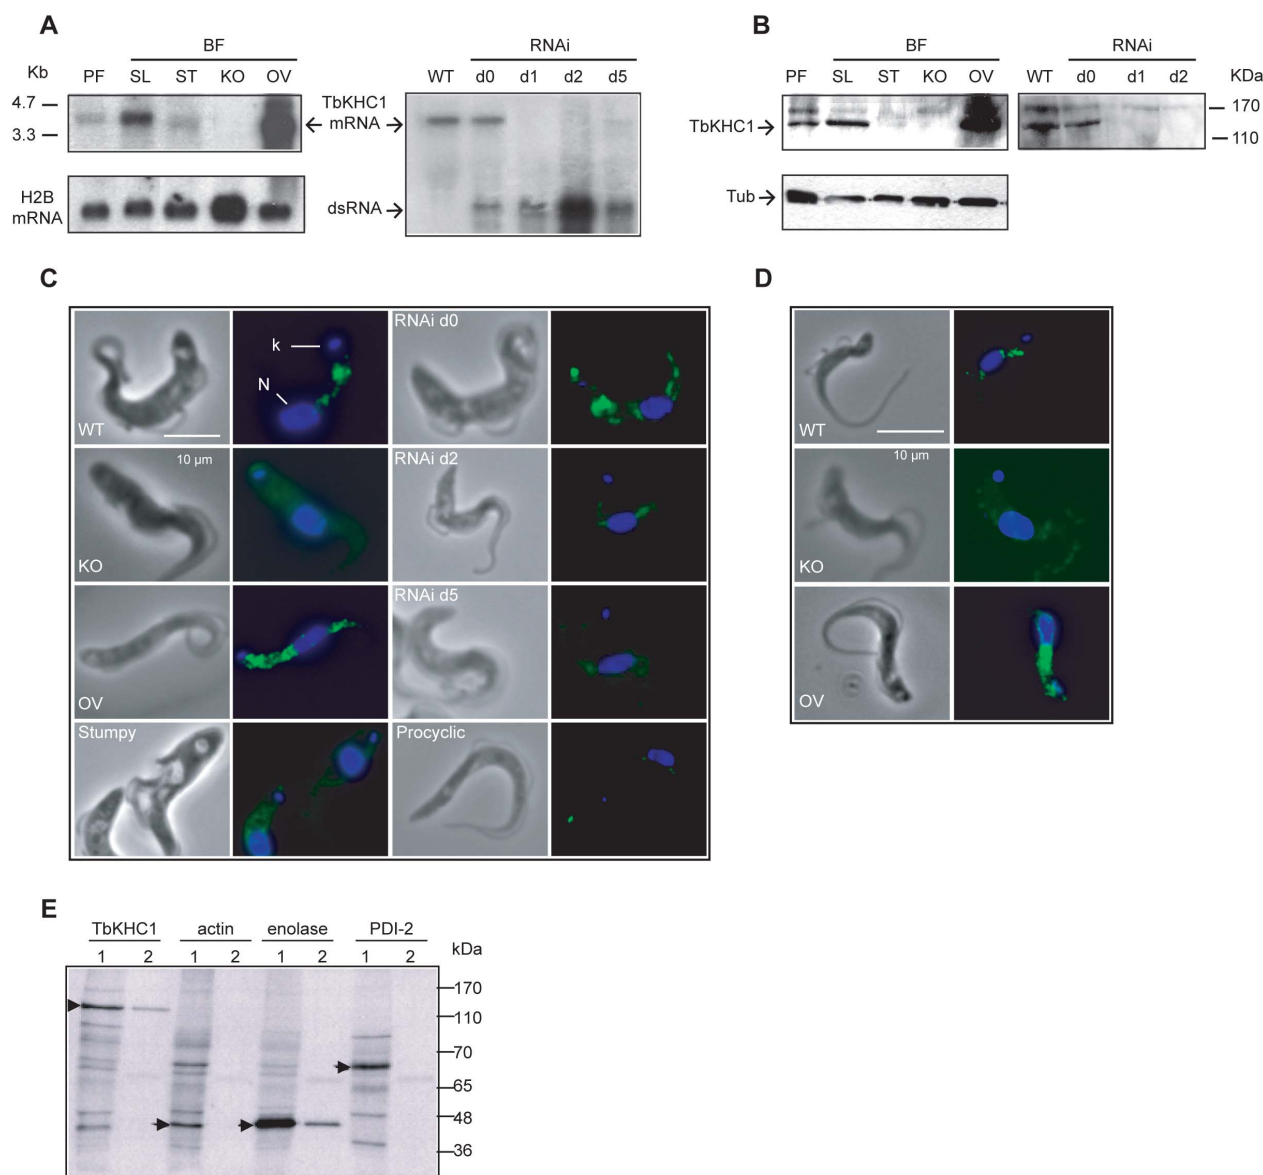 A
BF
RNAi
Kb
PF SL ST KO OV
WT d0 d1 d2 d5
4.7
3.3
TbKHC1
mRNA
H2B
mRNA
dsRNA
B
BF
RNAi
PF SL ST KO OV
WT d0 d1 d2
KDa
170
110
TbKHC1
Tub
C
WT
10 µm
k
N
RNAi d0
KO
RNAi d2
OV
RNAi d5
Stumpy
Procyclic
D
WT
10 µm
KO
OV
E
TbKHC1 actin enolase PDI-2
1 2 1 2 1 2 1 2
kDa
170
110
70
65
48
36